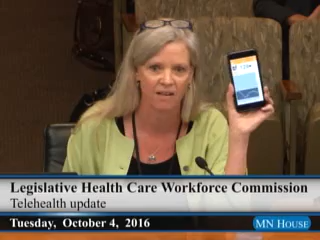 Legislative Health Care Workforce Commission
Telehealth update
Tuesday, October 4, 2016
MN HOUSE